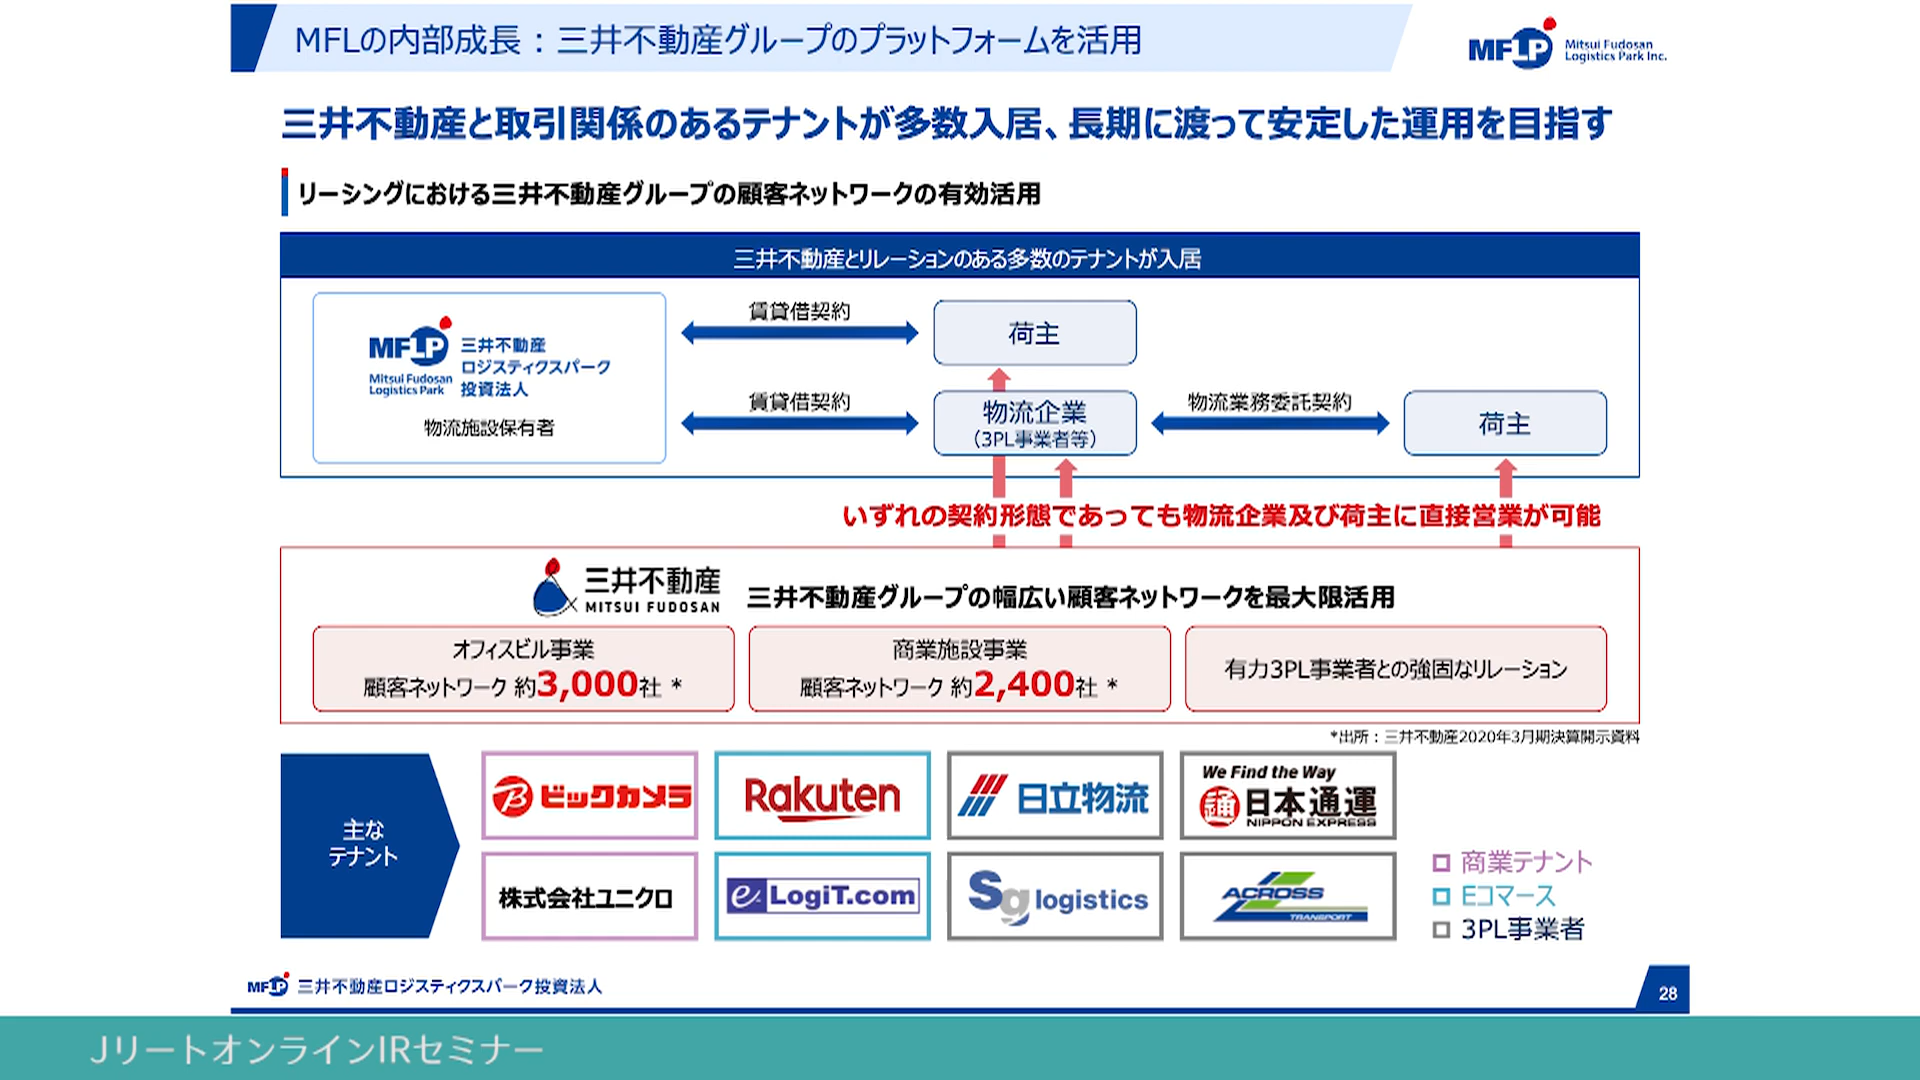 MFLの内部成長：三井不動産グループのプラットフォームを活用
MFLP Mitsui Fudosan
Logistics Park Inc.
三井不動産と取引関係のあるテナントが多数入居、長期に渡って安定した運用を目指す
リーシングにおける三井不動産グループの顧客ネットワークの有効活用
三井不動産とリレーションのある多数のテナントが入居
MFLP
Mitsui Fudosan
Logistics Park
三井不動産
ロジスティクスパーク
投資法人
物流施設保有者
賃貸借契約
荷主
賃貸借契約
物流企業
（3PL事業者等）
物流業務委託契約
荷主
いずれの契約形態であっても物流企業及び荷主に直接営業が可能
三井不動産
MITSUI FUDOSAN
三井不動産グループの幅広い顧客ネットワークを最大限活用
オフィスビル事業
顧客ネットワーク 約3,000社 *
商業施設事業
顧客ネットワーク 約2,400社 *
有力3PL事業者との強固なリレーション
*出所：三井不動産2020年3月期決算開示資料
主な
テナント
B ビックカメラ
Rakuten
日立物流
We Find the Way
通 日本通運
NIPPON EXPRESS
株式会社ユニクロ
e-LogiT.com
Sg logistics
ACROSS
TRANSPORT
商業テナント
Eコマース
3PL事業者
MFLP 三井不動産ロジスティクスパーク投資法人
28
JリートオンラインIRセミナー